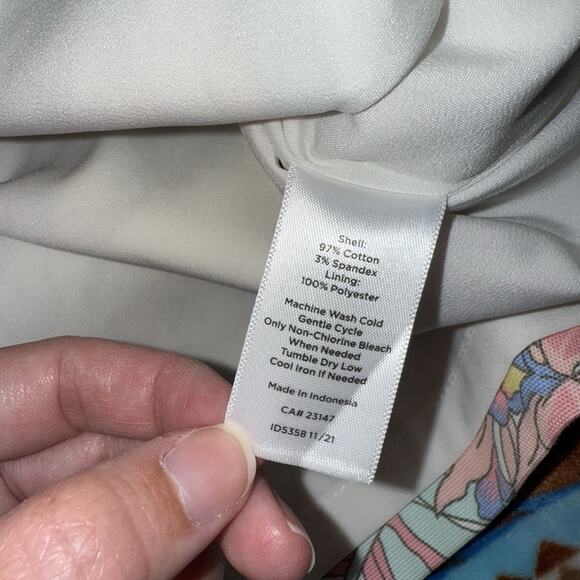 Shell:
97% Cotton
3% Spandex
Lining:
100% Polyester
Machine Wash Cold
Gentle Cycle
Only Non-Chlorine Bleach
When Needed
Tumble Dry Low
Cool Iron If Needed
Made in Indonesia
CA# 23147
ID5358 11/21